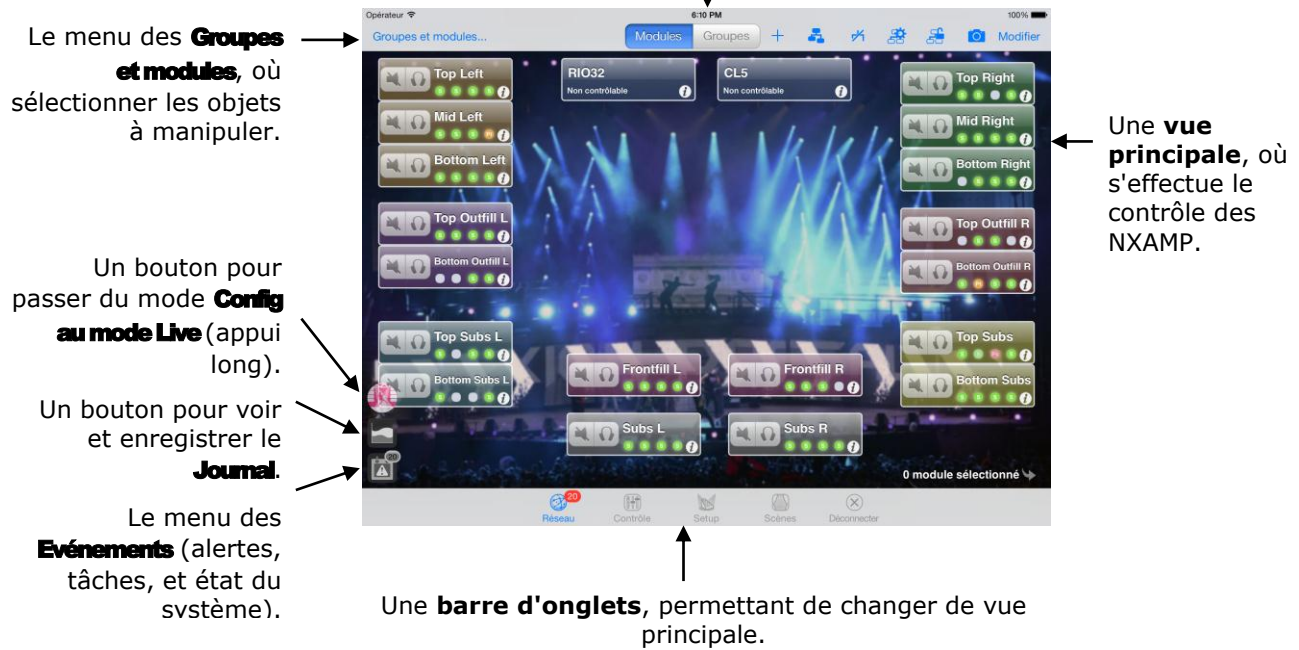 Opérateur 6:10 PM 100%
Groupes et modules... Modules Groupes Modifier
Le menu des Groupes
et modules, où
sélectionner les objets
à manipuler.
Un bouton pour
passer du mode Config
au mode Live (appui
long).
Un bouton pour voir
et enregistrer le
Journal.
Le menu des
Evénements (alertes,
tâches, et état du
système).
Top Left
Mid Left
Bottom Left
Top Outfill L
Bottom Outfill L
Top Subs L
Bottom Subs L
RIO32
Non contrôlable
CL5
Non contrôlable
Frontfill L
Frontfill R
Subs L
Subs R
Top Right
Mid Right
Bottom Right
Top Outfill R
Bottom Outfill R
Top Subs
Bottom Subs
20
0 module sélectionné
20
Réseau Contrôle Setup Scènes Déconnecter
Une vue
principale, où
s'effectue le
contrôle des
NXAMP.
Une barre d'onglets, permettant de changer de vue
principale.